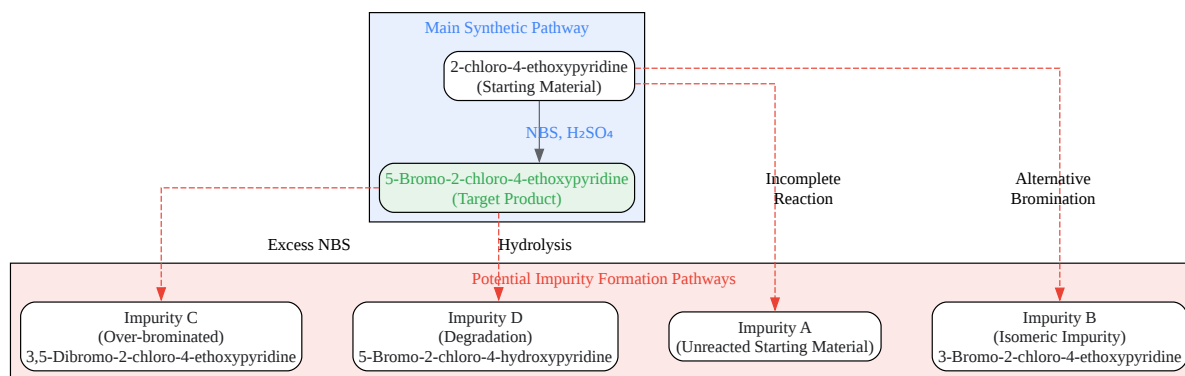 Main Synthetic Pathway
2-chloro-4-ethoxypyridine
(Starting Material)
NBS, H₂SO₄
5-Bromo-2-chloro-4-ethoxypyridine
(Target Product)
Incomplete
Reaction
Alternative
Bromination
Excess NBS
Hydrolysis
Potential Impurity Formation Pathways
Impurity C
(Over-brominated)
3,5-Dibromo-2-chloro-4-ethoxypyridine
Impurity D
(Degradation)
5-Bromo-2-chloro-4-hydroxypyridine
Impurity A
(Unreacted Starting Material)
Impurity B
(Isomeric Impurity)
3-Bromo-2-chloro-4-ethoxypyridine